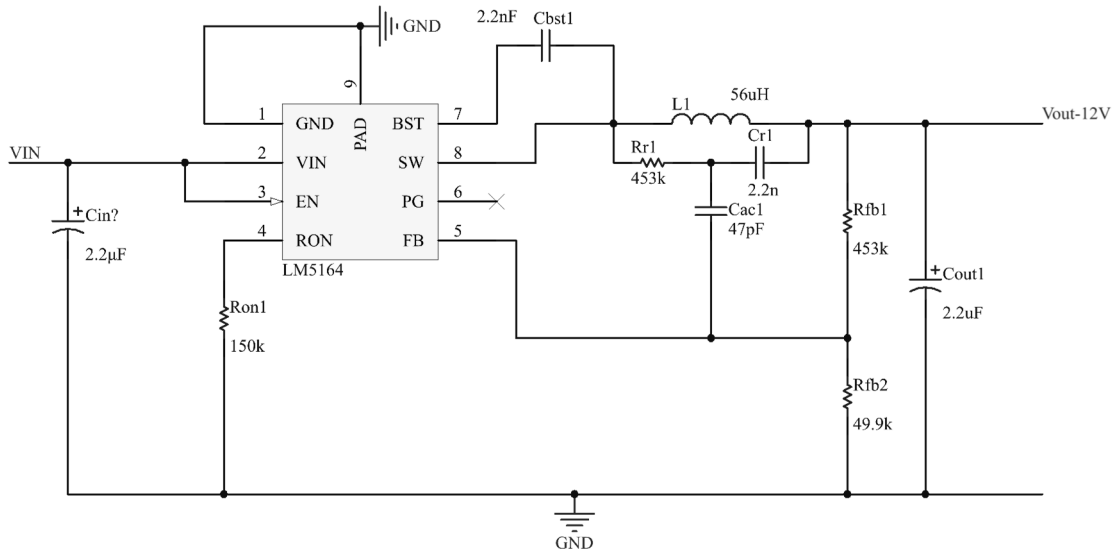 2.2nF
Cbst1
GND
9
PAD
1
GND
BST
7
L1
56uH
Vout-12V
VIN
2
VIN
SW
8
Rr1
453k
Cr1
2.2n
3
EN
PG
6
Cac1
47pF
Rfb1
453k
Cin?
2.2μF
4
RON
FB
5
LM5164
Cout1
2.2uF
Ron1
150k
Rfb2
49.9k
GND